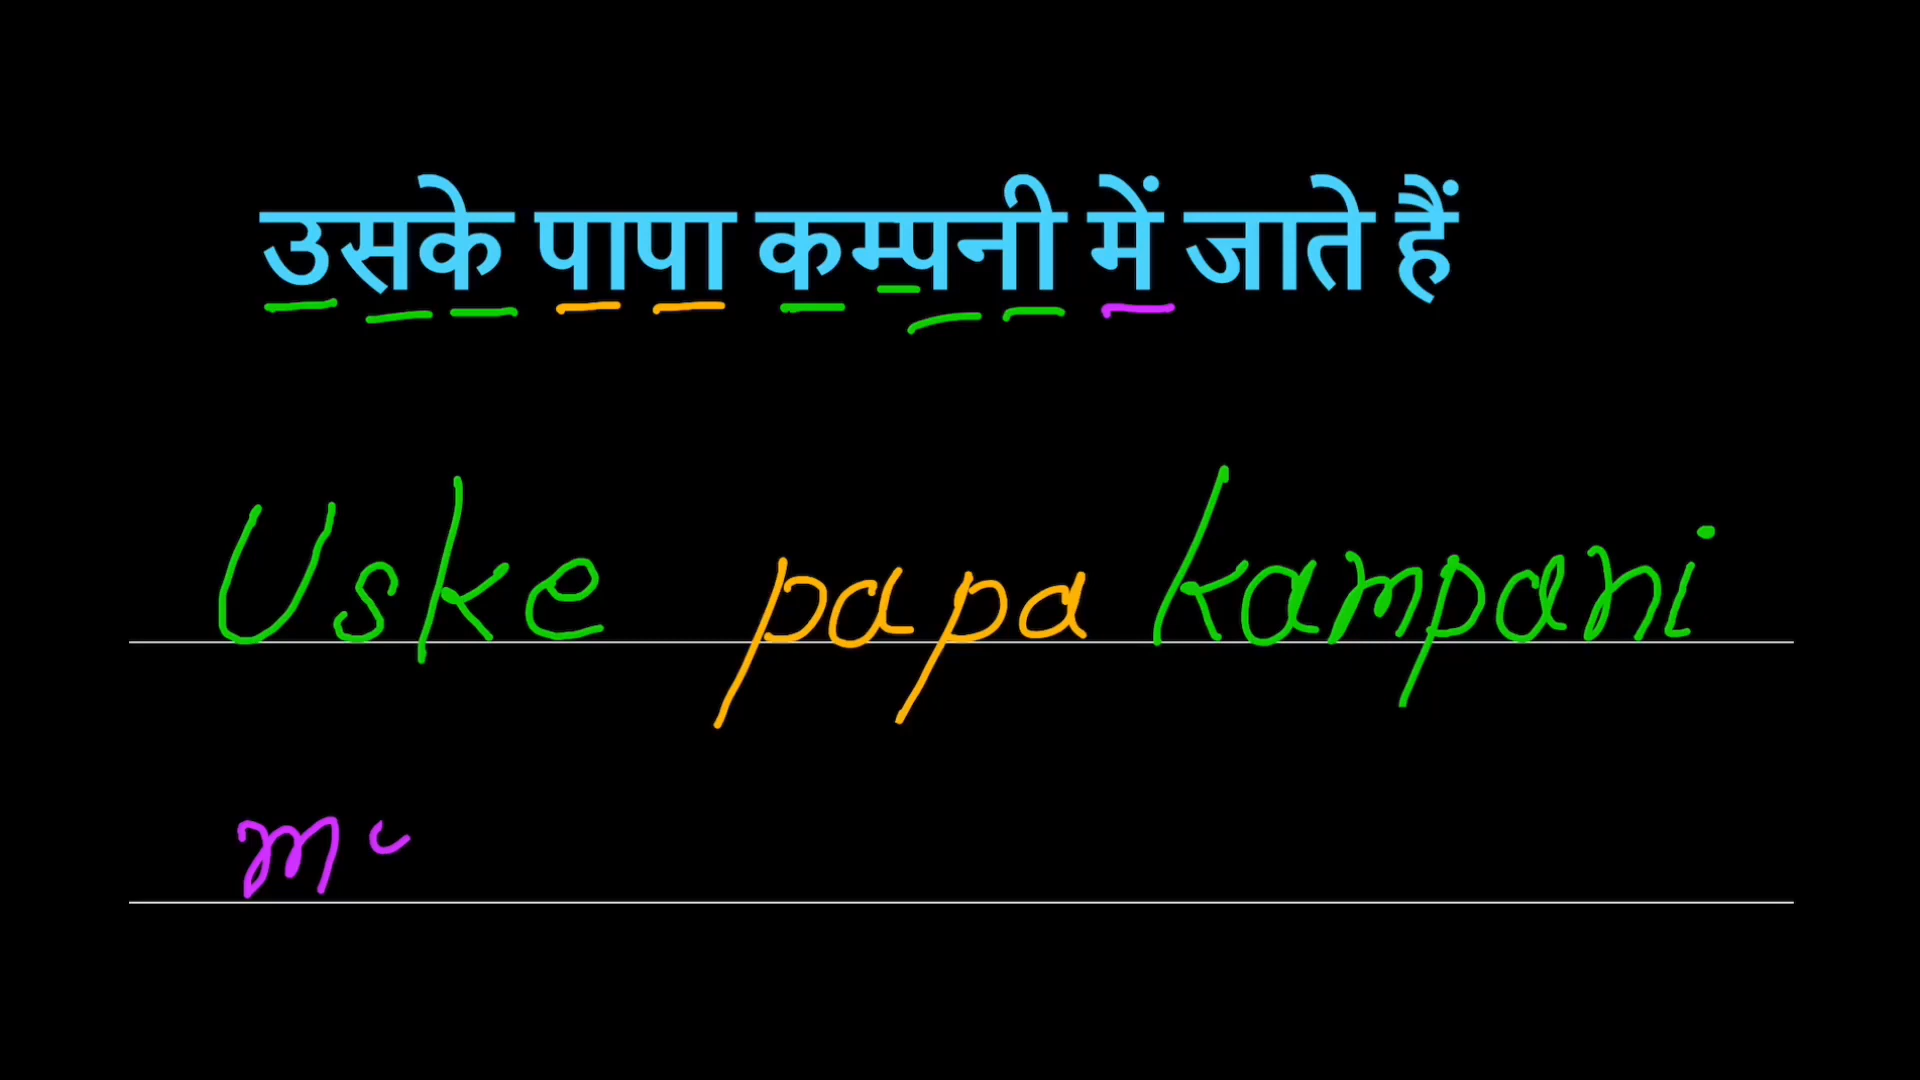 उसके पापा कम्पनी में जाते हैं
Uske papa kampani
m